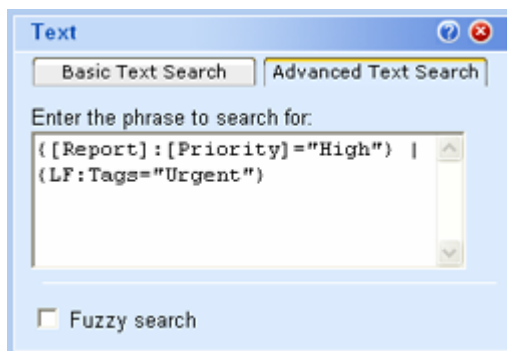 Text
Basic Text Search Advanced Text Search
Enter the phrase to search for:
{[Report]:[Priority]="High"} |
{LF:Tags="Urgent"}
Fuzzy search